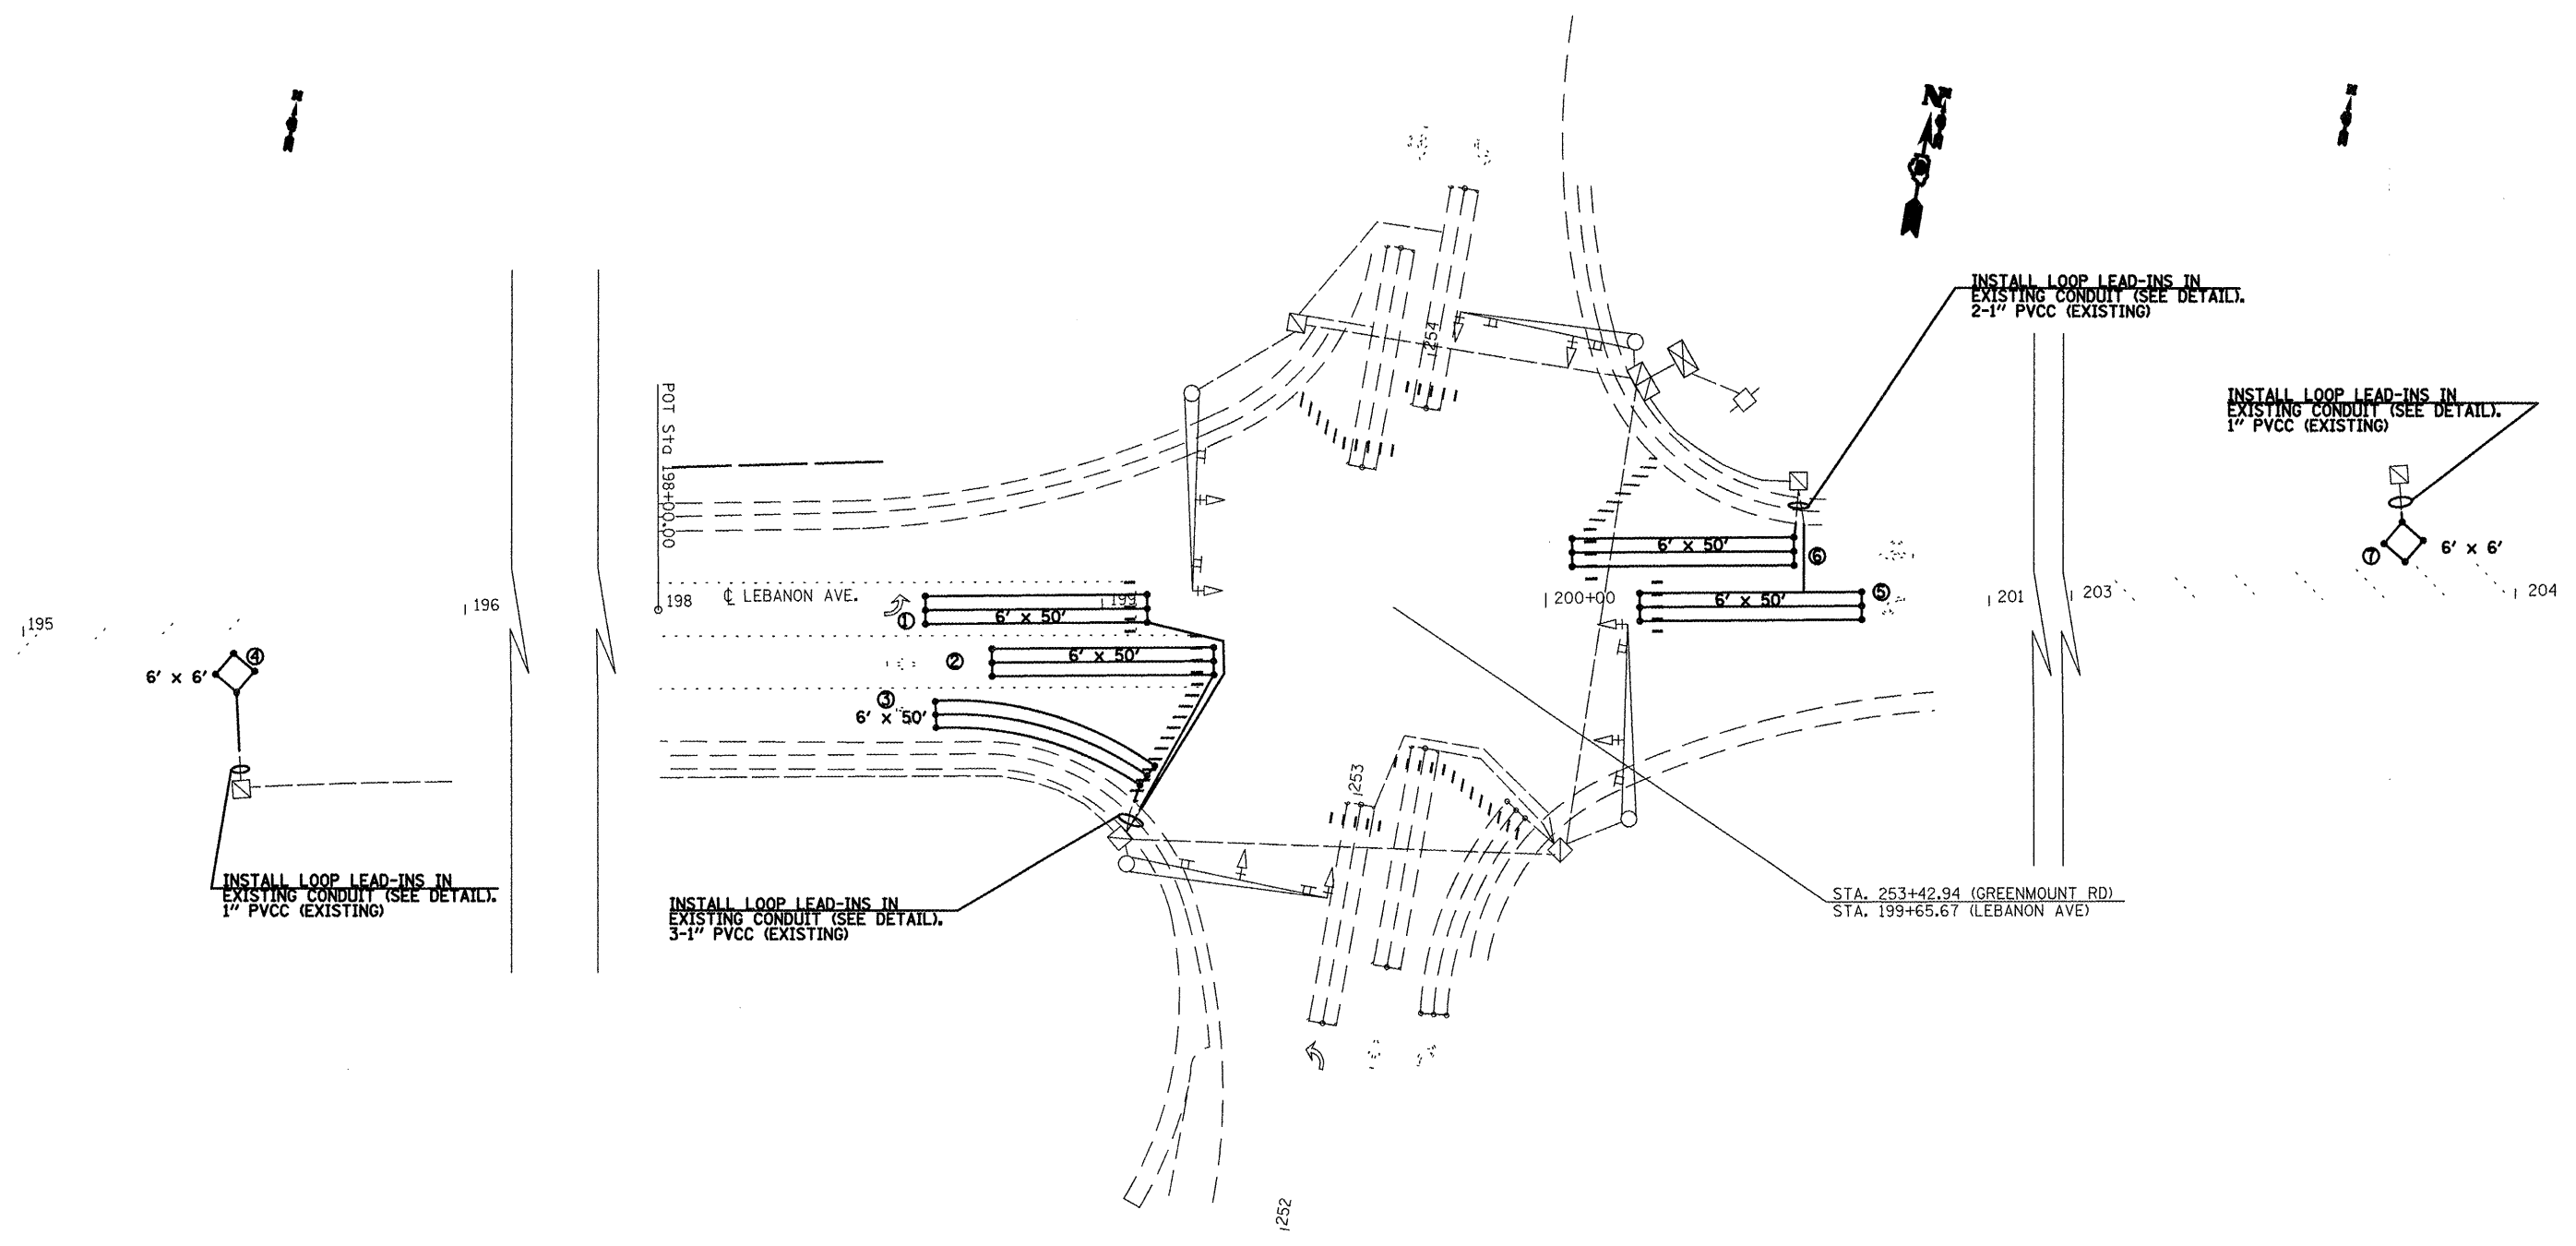 N
INSTALL LOOP LEAD-INS IN
EXISTING CONDUIT (SEE DETAIL).
2-1" PVCC (EXISTING)
1254
POT Sta 198+00.00
INSTALL LOOP LEAD-INS IN
EXISTING CONDUIT (SEE DETAIL).
1" PVCC (EXISTING)
6' x 50'
6
7
6' x 6'
195
196
198
℄ LEBANON AVE.
199
200+00
201
203
204
1
6' x 50'
6' x 50'
5
4
6' x 6'
2
6' x 50'
3
6' x 50'
1253
INSTALL LOOP LEAD-INS IN
EXISTING CONDUIT (SEE DETAIL).
1" PVCC (EXISTING)
INSTALL LOOP LEAD-INS IN
EXISTING CONDUIT (SEE DETAIL).
3-1" PVCC (EXISTING)
STA. 253+42.94 (GREENMOUNT RD)
STA. 199+65.67 (LEBANON AVE)
1252